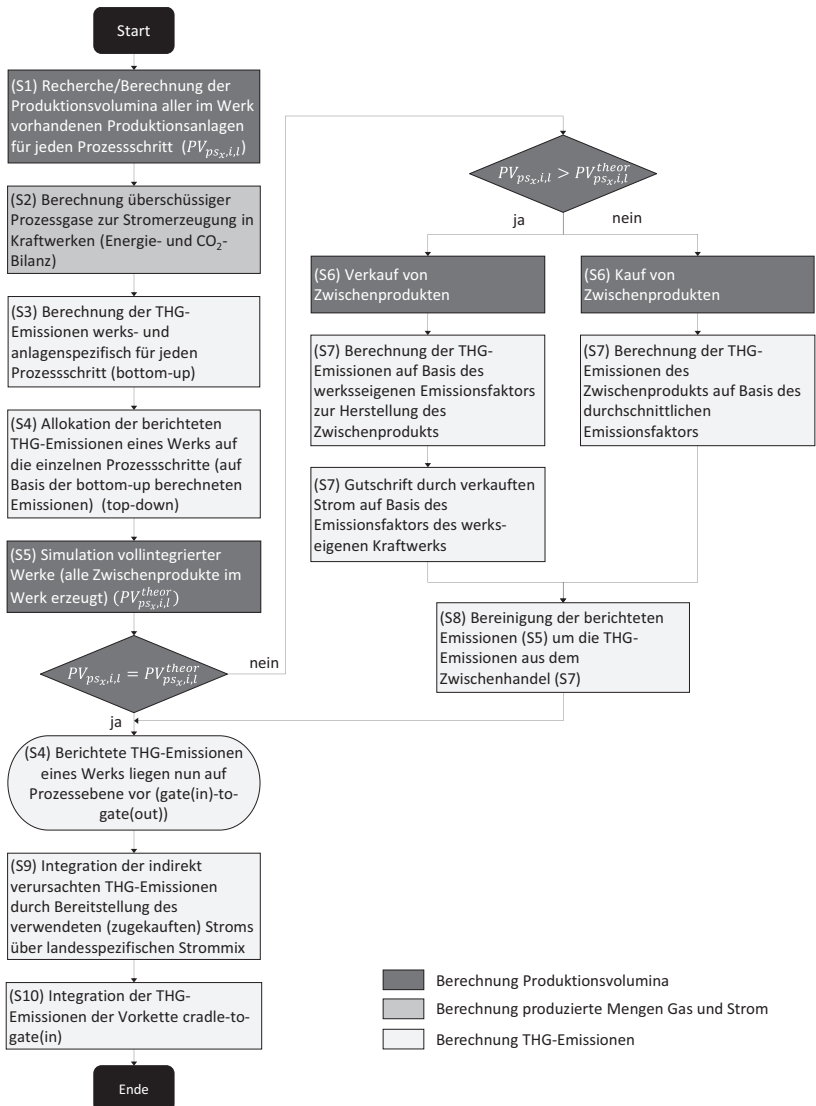 Start
(S1) Recherche/Berechnung der
Produktionsvolumina aller im Werk
vorhandenen Produktionsanlagen
für jeden Prozessschritt (PV_{ps_x,i,l})
(S2) Berechnung überschüssiger
Prozessgase zur Stromerzeugung in
Kraftwerken (Energie- und CO₂-
Bilanz)
(S3) Berechnung der THG-
Emissionen werks- und
anlagenspezifisch für jeden
Prozessschritt (bottom-up)
(S4) Allokation der berichteten
THG-Emissionen eines Werks auf
die einzelnen Prozessschritte (auf
Basis der bottom-up berechneten
Emissionen) (top-down)
(S5) Simulation vollintegrierter
Werke (alle Zwischenprodukte im
Werk erzeugt) (PV_{ps_x,i,l}^{theor})
PV_{ps_x,i,l} = PV_{ps_x,i,l}^{theor}
nein
ja
PV_{ps_x,i,l} > PV_{ps_x,i,l}^{theor}
ja
nein
(S6) Verkauf von
Zwischenprodukten
(S6) Kauf von
Zwischenprodukten
(S7) Berechnung der THG-
Emissionen auf Basis des
werkseigenen Emissionsfaktors
zur Herstellung des
Zwischenprodukts
(S7) Berechnung der THG-
Emissionen des
Zwischenprodukts auf Basis des
durchschnittlichen
Emissionsfaktors
(S7) Gutschrift durch verkauften
Strom auf Basis des
Emissionsfaktors des werks-
eigenen Kraftwerks
(S8) Bereinigung der berichteten
Emissionen (S5) um die THG-
Emissionen aus dem
Zwischenhandel (S7)
(S4) Berichtete THG-Emissionen
eines Werks liegen nun auf
Prozessebene vor (gate(in)-to-
gate(out))
(S9) Integration der indirekt
verursachten THG-Emissionen
durch Bereitstellung des
verwendeten (zugekauften) Stroms
über landesspezifischen Strommix
(S10) Integration der THG-
Emissionen der Vorkette cradle-to-
gate(in)
Ende
Berechnung Produktionsvolumina
Berechnung produzierte Mengen Gas und Strom
Berechnung THG-Emissionen